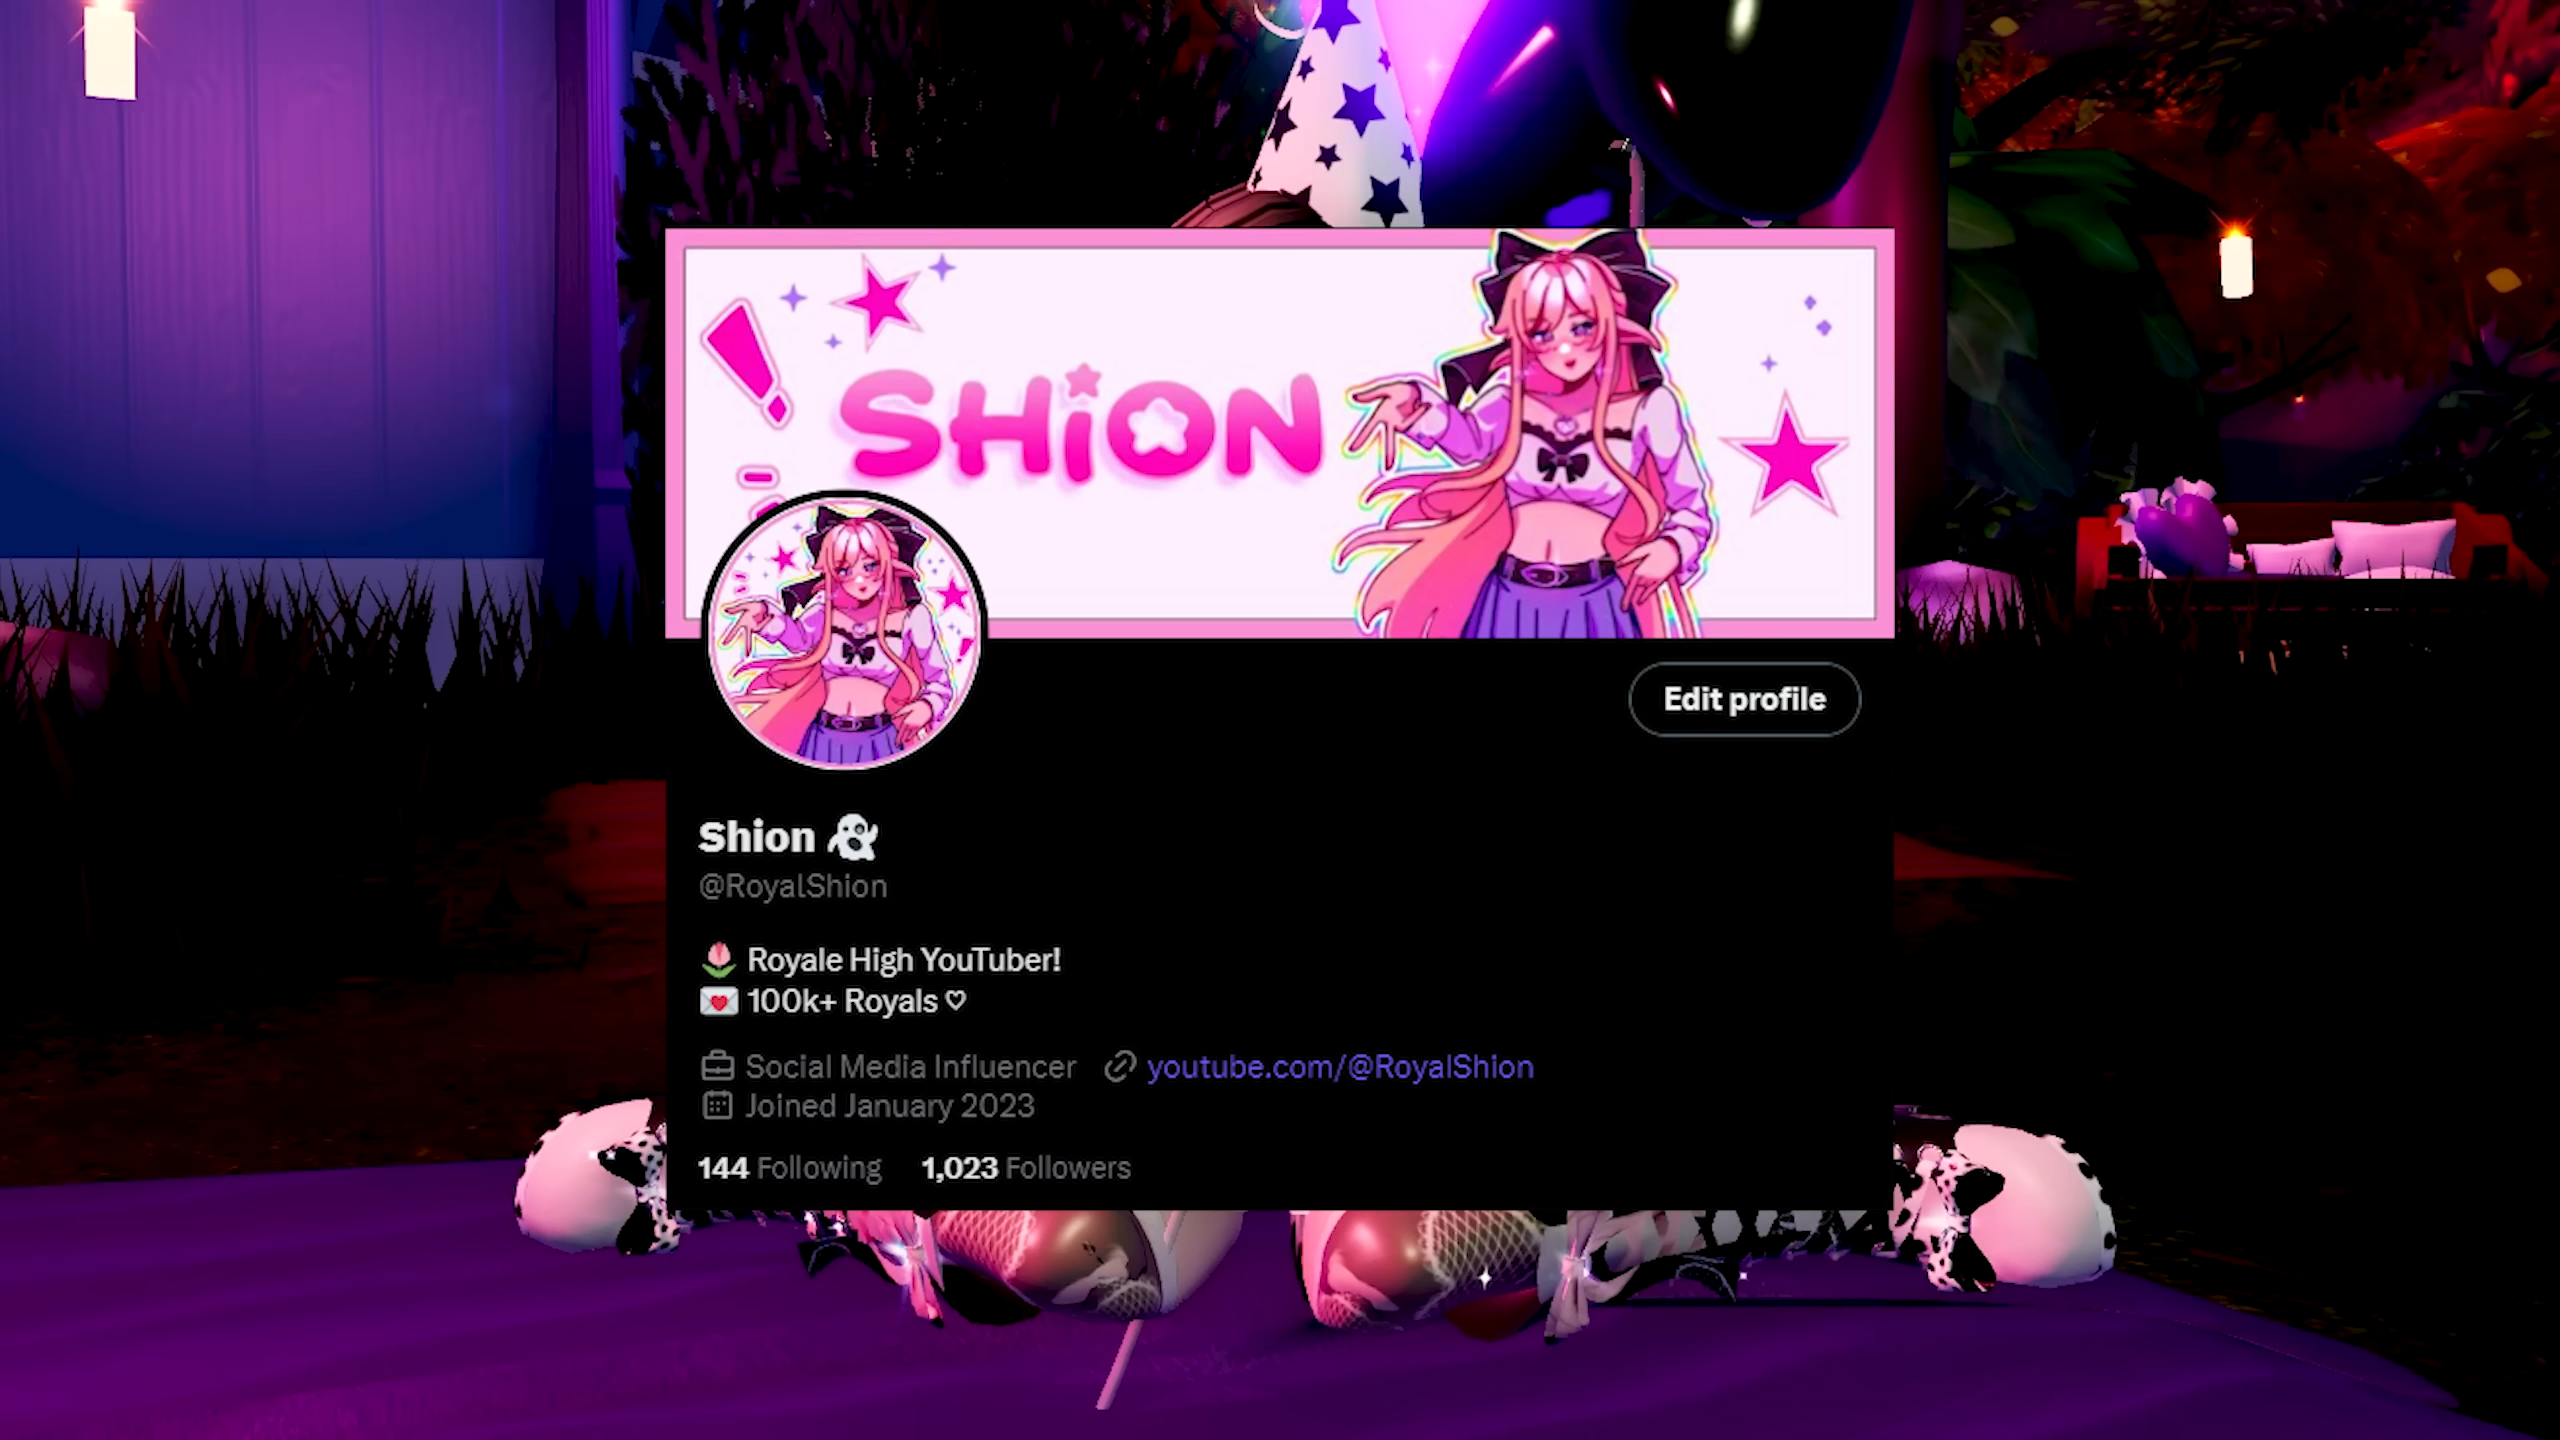 SHiON
Edit profile
Shion 👻
@RoyalShion
🌷 Royale High YouTuber!
💌 100k+ Royals ♡
Social Media Influencer youtube.com/@RoyalShion
Joined January 2023
144 Following 1,023 Followers